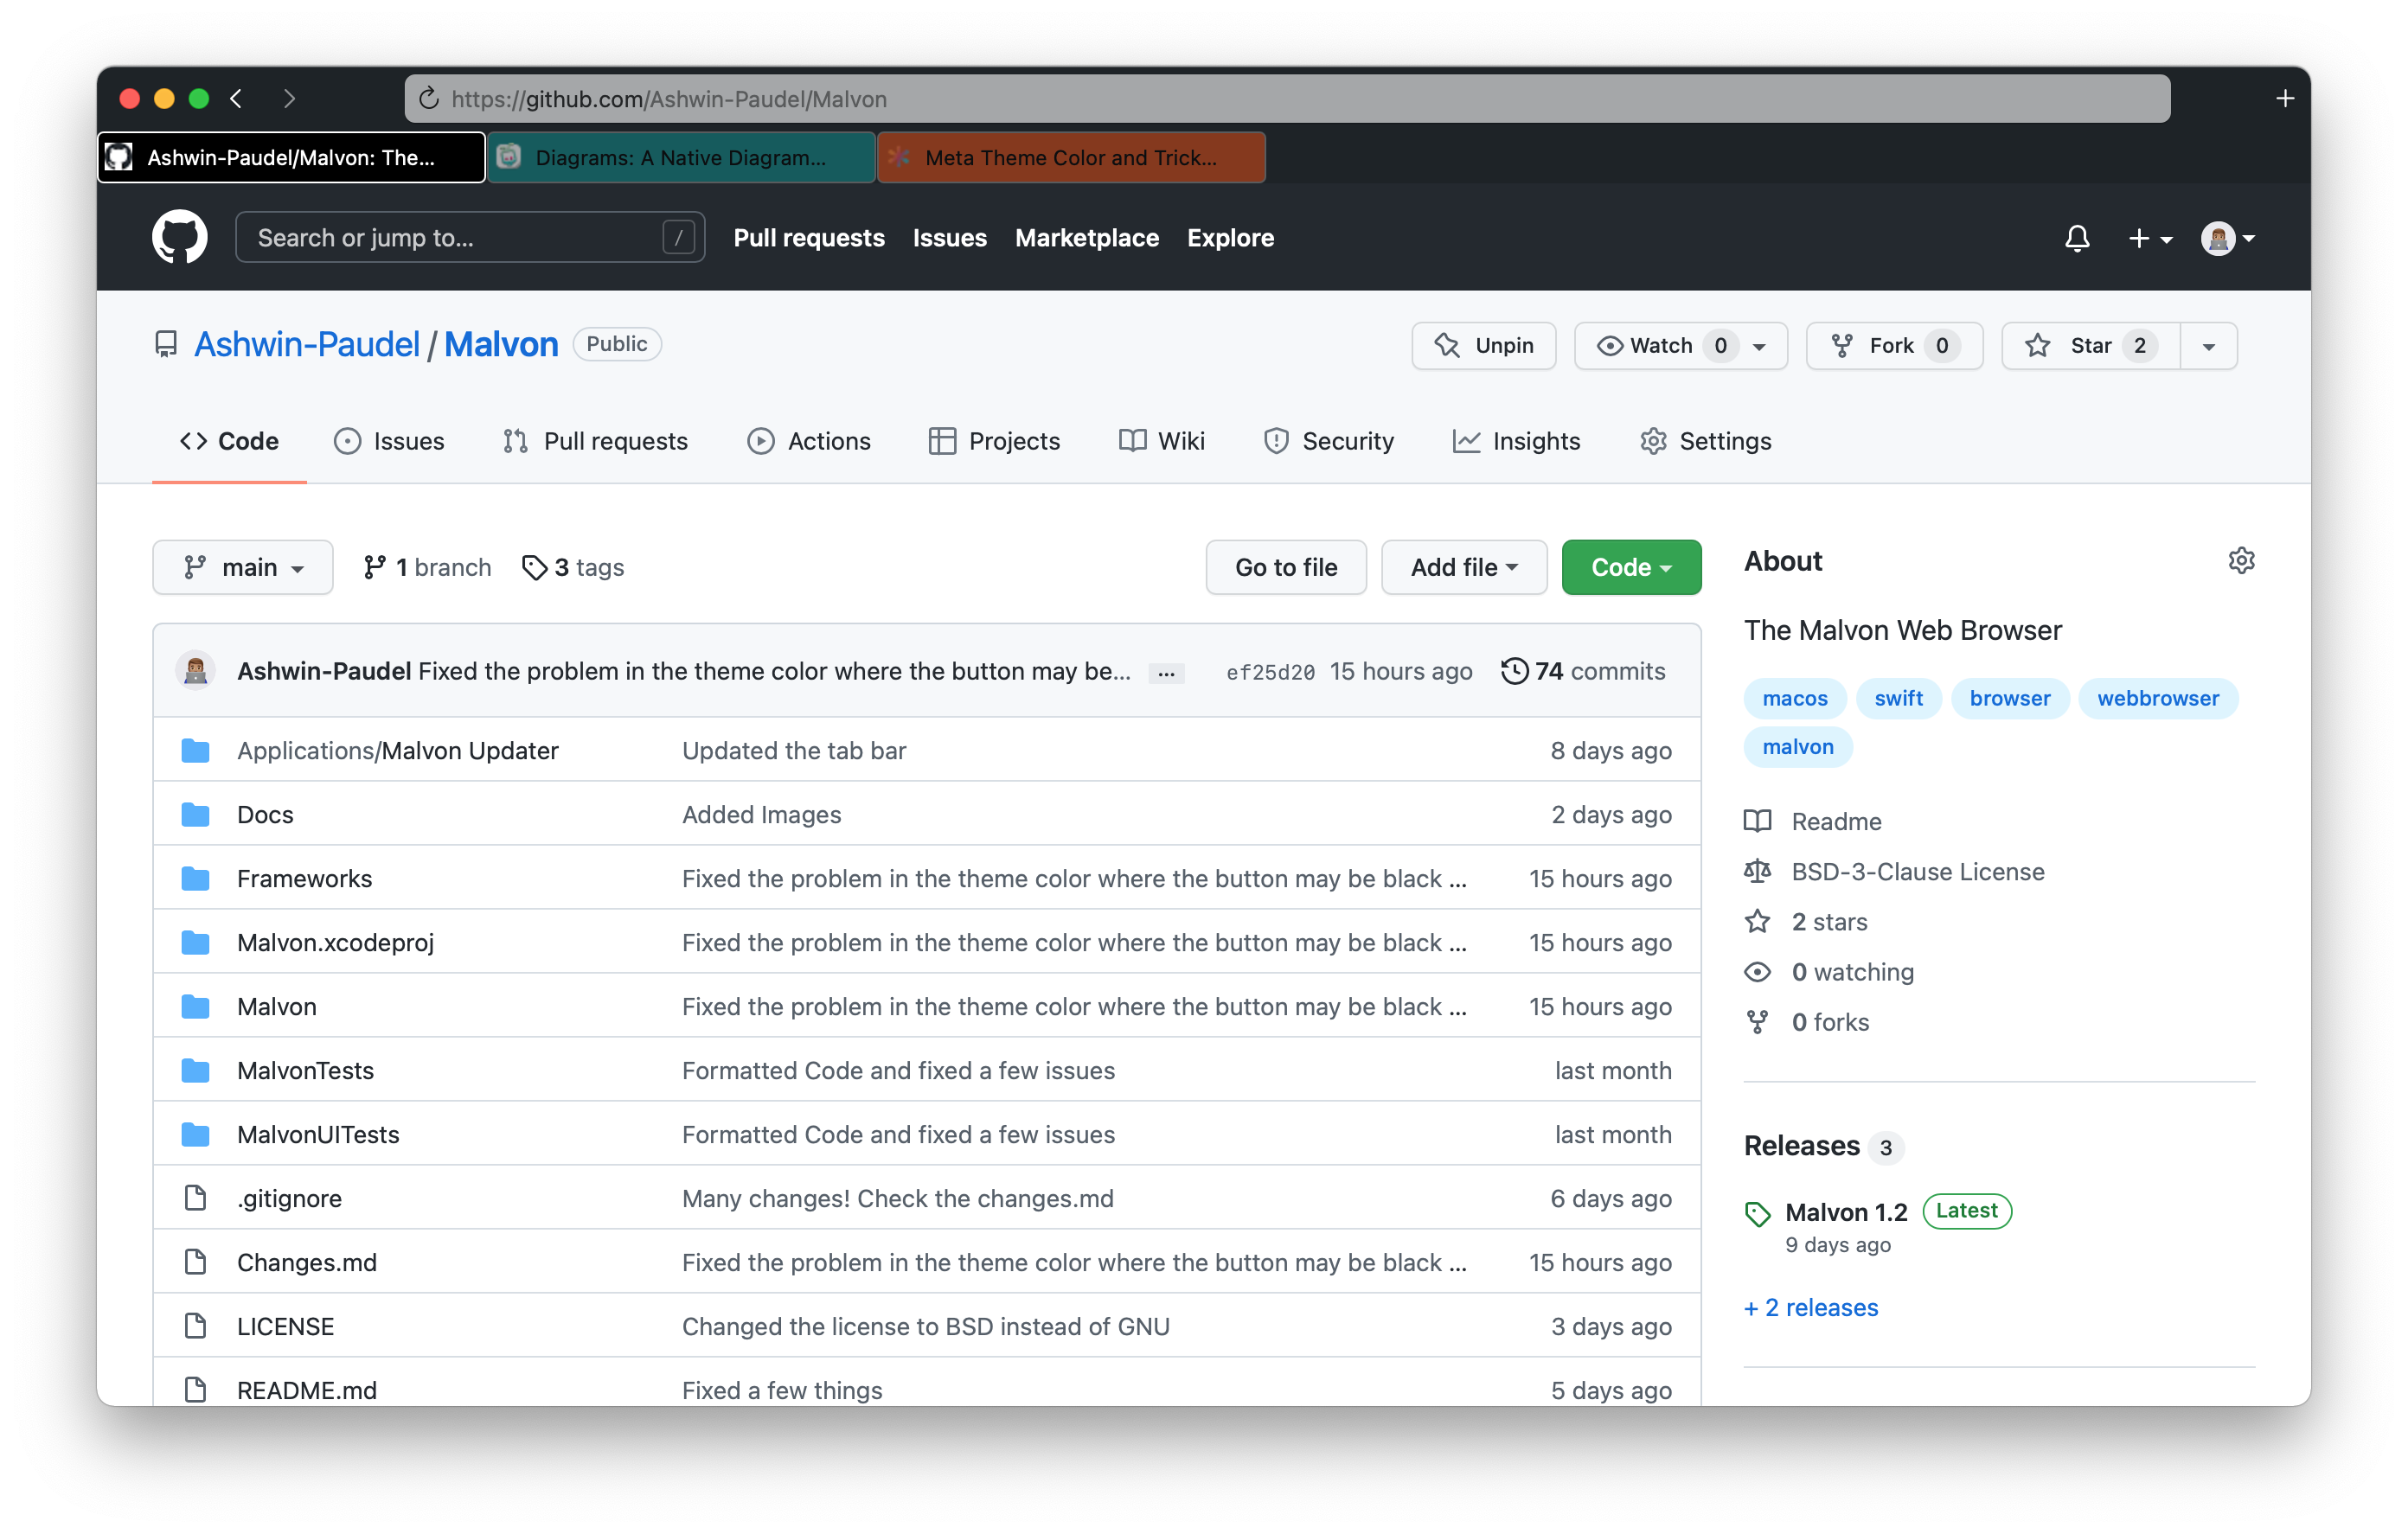 https://github.com/Ashwin-Paudel/Malvon
Ashwin-Paudel/Malvon: The... Diagrams: A Native Diagram... Meta Theme Color and Trick...
Search or jump to... / Pull requests Issues Marketplace Explore
Ashwin-Paudel / Malvon Public Unpin Watch 0 Fork 0 Star 2
Code Issues Pull requests Actions Projects Wiki Security Insights Settings
main 1 branch 3 tags Go to file Add file Code
Ashwin-Paudel Fixed the problem in the theme color where the button may be... ... ef25d20 15 hours ago 74 commits
Applications/Malvon Updater Updated the tab bar 8 days ago
Docs Added Images 2 days ago
Frameworks Fixed the problem in the theme color where the button may be black ... 15 hours ago
Malvon.xcodeproj Fixed the problem in the theme color where the button may be black ... 15 hours ago
Malvon Fixed the problem in the theme color where the button may be black ... 15 hours ago
MalvonTests Formatted Code and fixed a few issues last month
MalvonUITests Formatted Code and fixed a few issues last month
.gitignore Many changes! Check the changes.md 6 days ago
Changes.md Fixed the problem in the theme color where the button may be black ... 15 hours ago
LICENSE Changed the license to BSD instead of GNU 3 days ago
README.md Fixed a few things 5 days ago
About
The Malvon Web Browser
macos swift browser webbrowser
malvon
Readme
BSD-3-Clause License
2 stars
0 watching
0 forks
Releases 3
Malvon 1.2 Latest
9 days ago
+ 2 releases